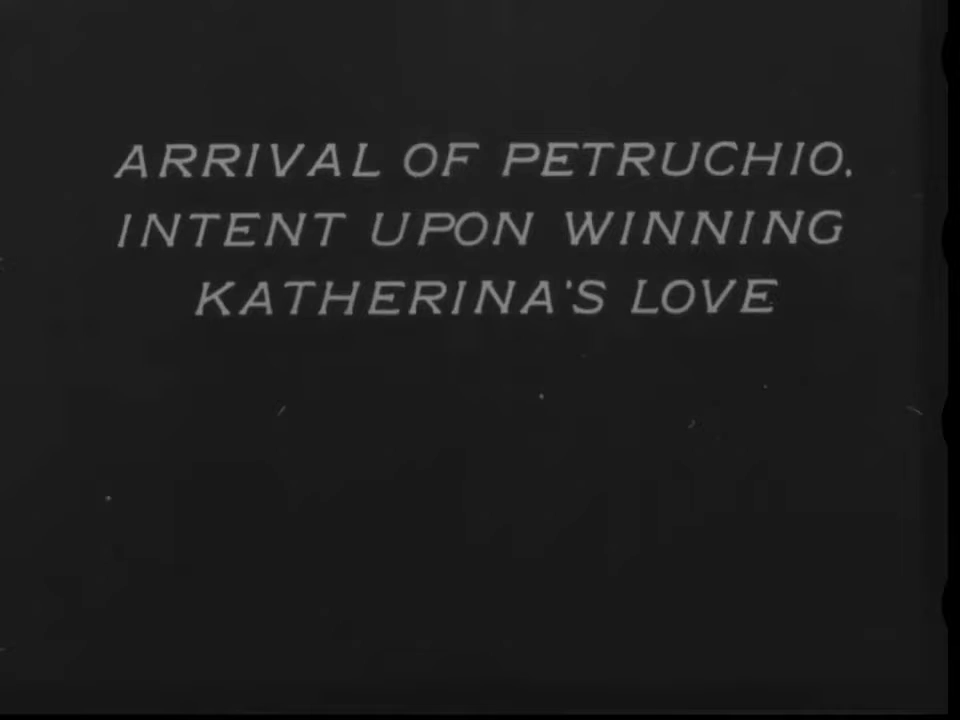 ARRIVAL OF PETRUCHIO.
INTENT UPON WINNING
KATHERINA'S LOVE